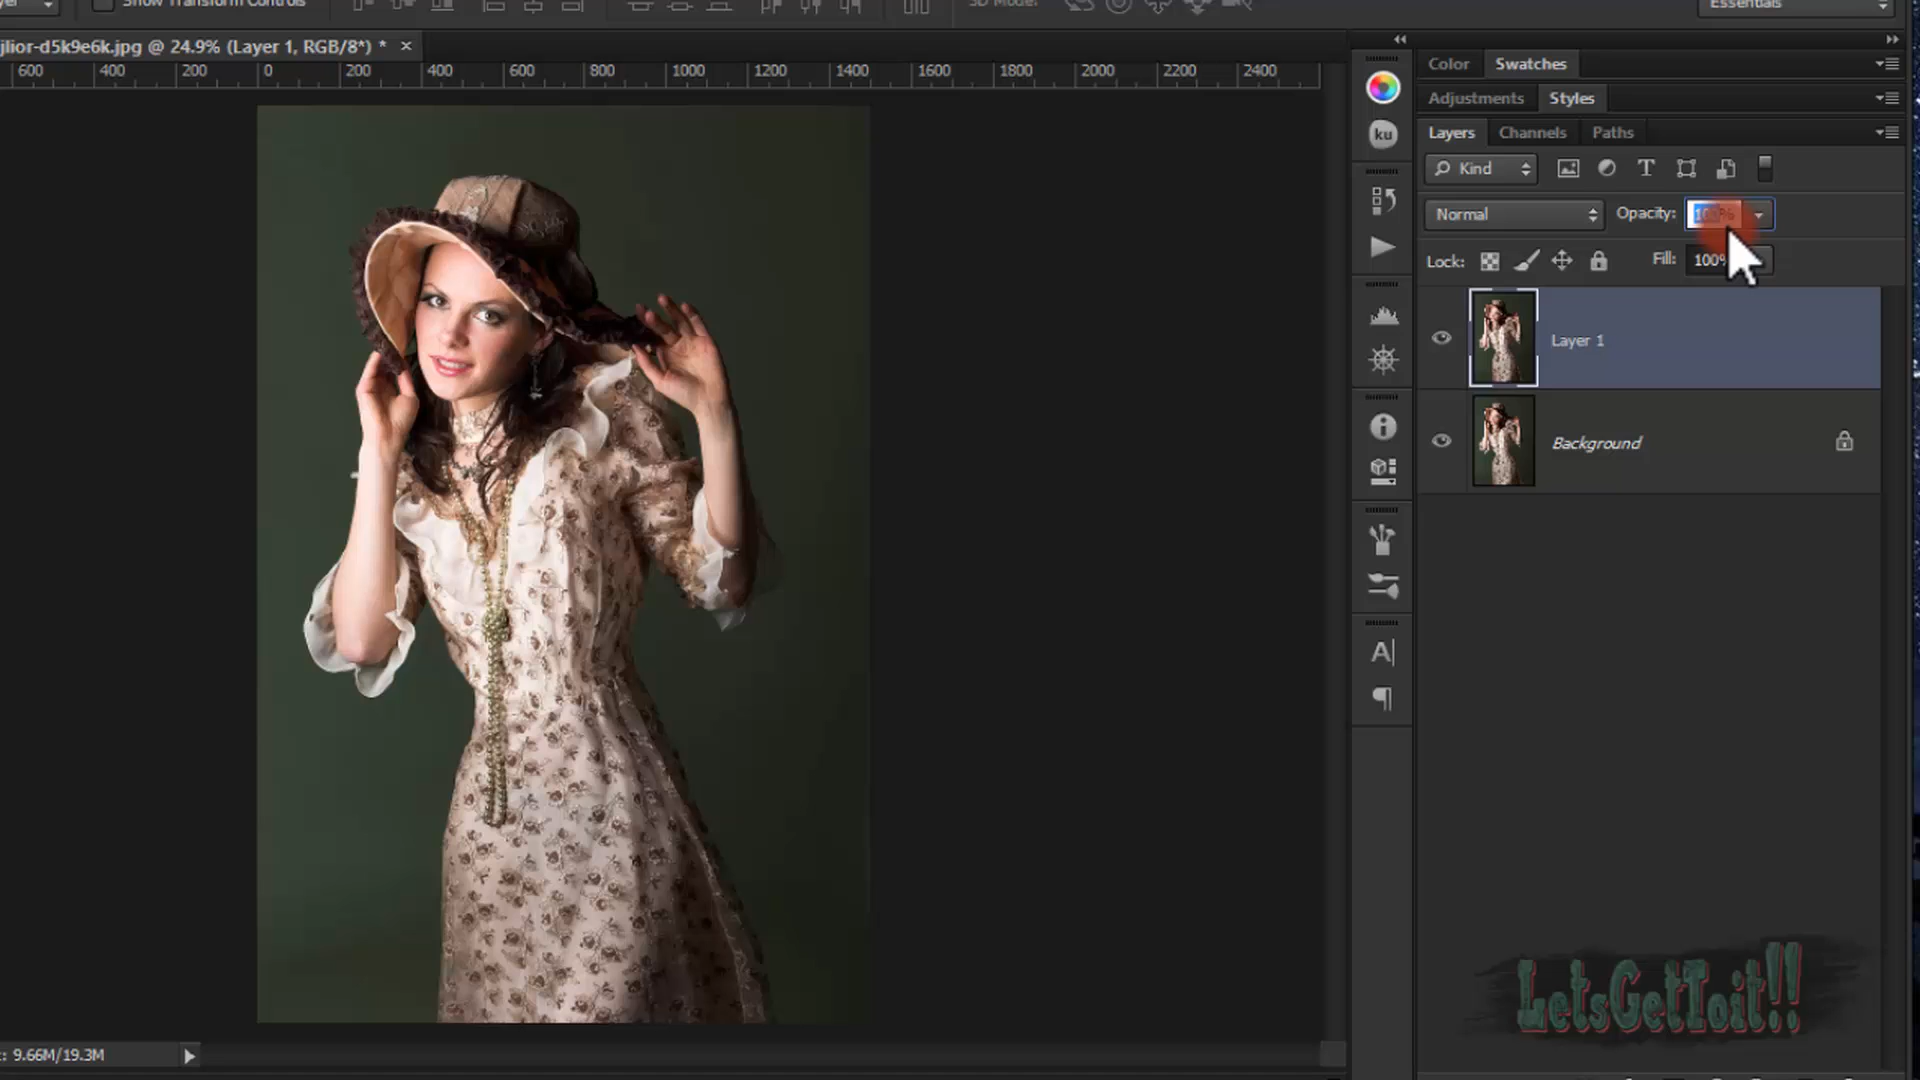 Show Transform Controls
3D Mode:
Essentials
jlior-d5k9e6k.jpg @ 24.9% (Layer 1, RGB/8*) * ×
600 400 200 0 200 400 600 800 1000 1200 1400 1600 1800 2000 2200 2400
Color Swatches
Adjustments Styles
Layers Channels Paths
Kind
Normal Opacity: 100%
Lock: Fill: 100%
Layer 1
Background
ku
A|
LetsGetToit!!
: 9.66M/19.3M